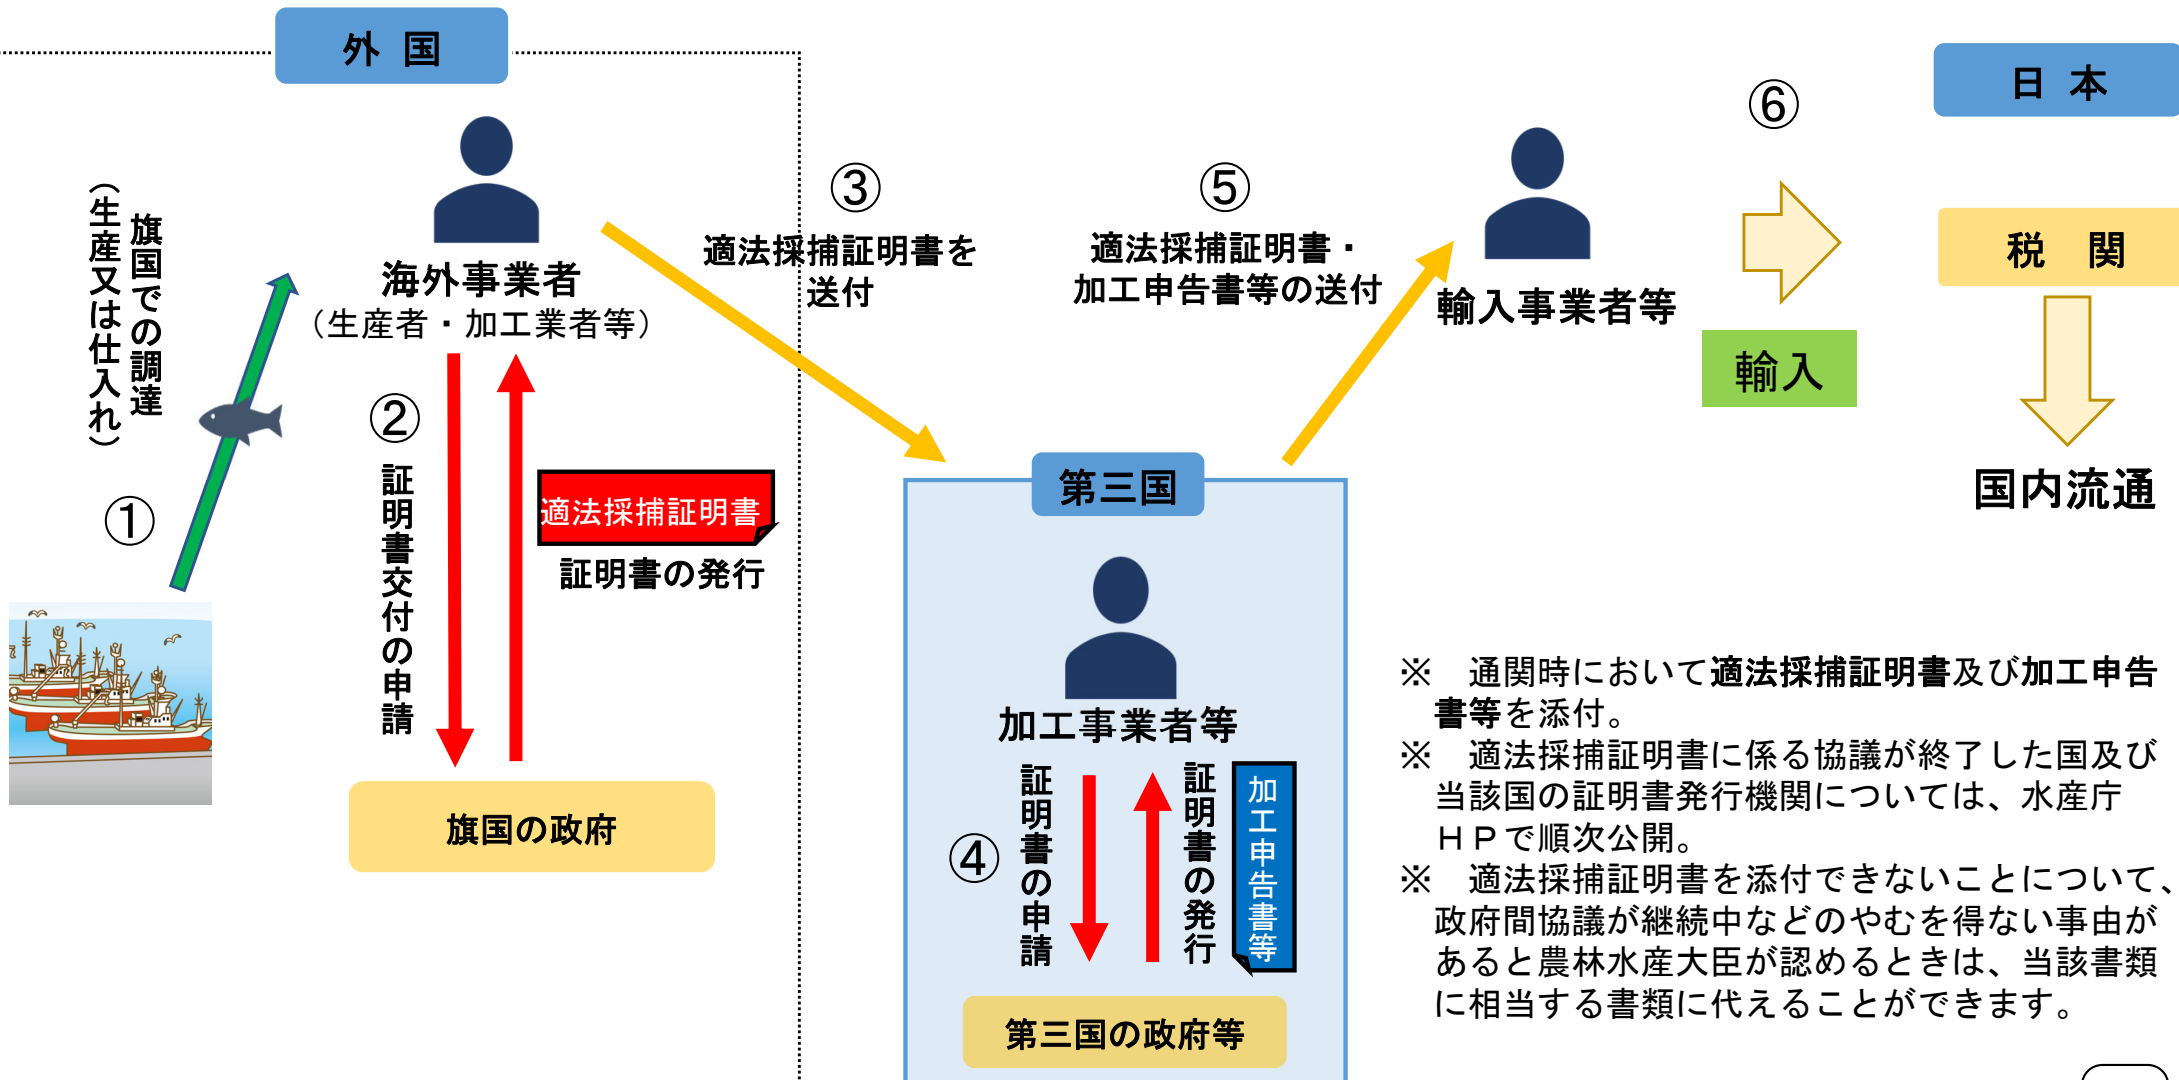 外 国
日 本
①
旗国での調達
（生産又は仕入れ）
海外事業者
（生産者・加工業者等）
②
証明書交付の申請
適法採捕証明書
証明書の発行
旗国の政府
③
適法採捕証明書を
送付
第三国
加工事業者等
④
証明書の申請
証明書の発行
加工申告書等
第三国の政府等
⑤
適法採捕証明書・
加工申告書等の送付
輸入事業者等
⑥
輸入
税 関
国内流通
※　通関時において適法採捕証明書及び加工申告
書等を添付。
※　適法採捕証明書に係る協議が終了した国及び
当該国の証明書発行機関については、水産庁
ＨＰで順次公開。
※　適法採捕証明書を添付できないことについて、
政府間協議が継続中などのやむを得ない事由が
あると農林水産大臣が認めるときは、当該書類
に相当する書類に代えることができます。